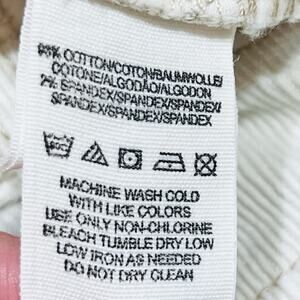 98% COTTON/COTON/BAUMWOLLE/
COTONE/ALGODÃO/ALGODON
2% SPANDEX/SPANDEX/SPANDEX/
SPANDEX/SPANDEX/SPANDEX
MACHINE WASH COLD
WITH LIKE COLORS
USE ONLY NON-CHLORINE
BLEACH TUMBLE DRY LOW
LOW IRON AS NEEDED
DO NOT DRY CLEAN